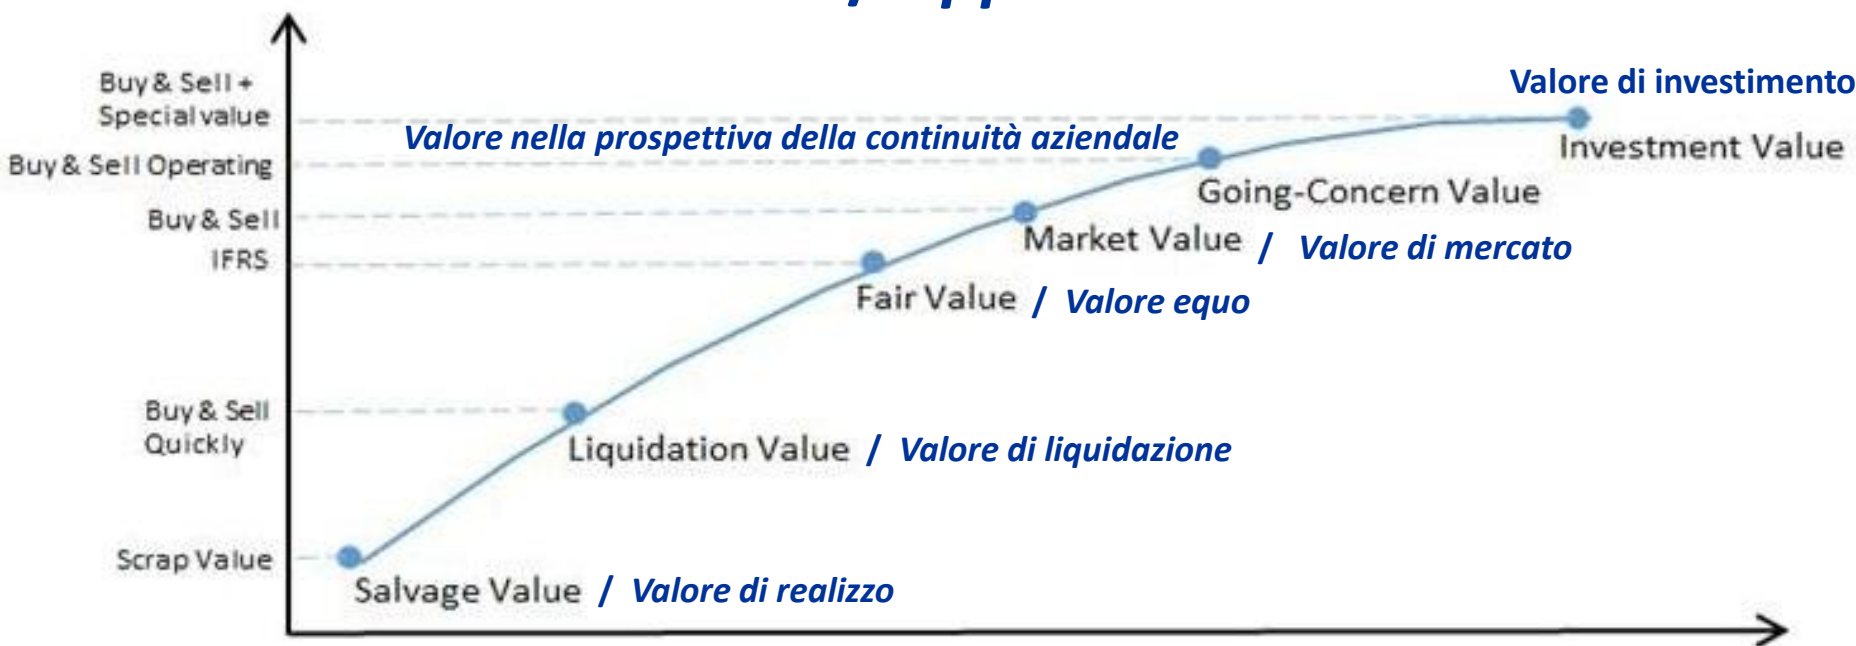 Buy & Sell +
Special value
Valore di investimento
Valore nella prospettiva della continuità aziendale
Investment Value
Buy & Sell Operating
Going-Concern Value
Buy & Sell
Market Value / Valore di mercato
IFRS
Fair Value / Valore equo
Buy & Sell
Quickly
Liquidation Value / Valore di liquidazione
Scrap Value
Salvage Value / Valore di realizzo